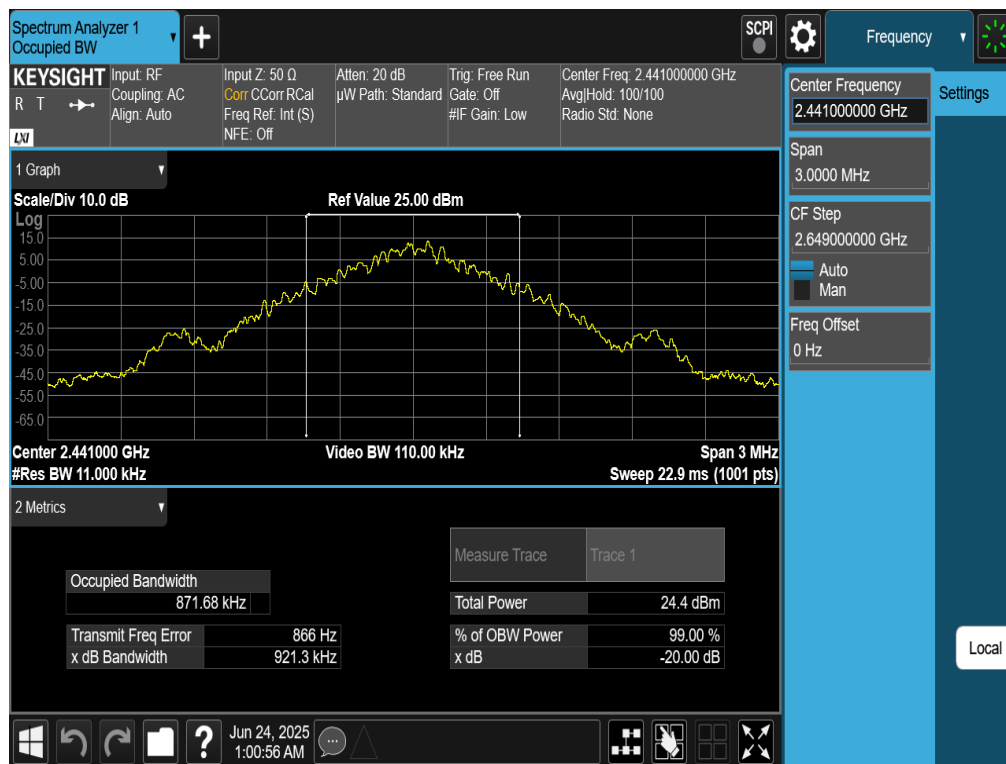 Spectrum Analyzer 1
Occupied BW
+
SCPI
Frequency
KEYSIGHT
R T
LXI
Input: RF
Coupling: AC
Align: Auto
Input Z: 50 Ω
Corr CCorr RCal
Freq Ref: Int (S)
NFE: Off
Atten: 20 dB
µW Path: Standard
Trig: Free Run
Gate: Off
#IF Gain: Low
Center Freq: 2.441000000 GHz
Avg|Hold: 100/100
Radio Std: None
Center Frequency
2.441000000 GHz
Settings
Span
3.0000 MHz
CF Step
2.649000000 GHz
Auto
Man
Freq Offset
0 Hz
Local
1 Graph
Scale/Div 10.0 dB
Ref Value 25.00 dBm
Log
15.0
5.00
-5.00
-15.0
-25.0
-35.0
-45.0
-55.0
-65.0
Center 2.441000 GHz
Video BW 110.00 kHz
Span 3 MHz
#Res BW 11.000 kHz
Sweep 22.9 ms (1001 pts)
2 Metrics
Measure Trace
Trace 1
Occupied Bandwidth
871.68 kHz
Total Power
24.4 dBm
Transmit Freq Error
866 Hz
% of OBW Power
99.00 %
x dB Bandwidth
921.3 kHz
x dB
-20.00 dB
?
Jun 24, 2025
1:00:56 AM